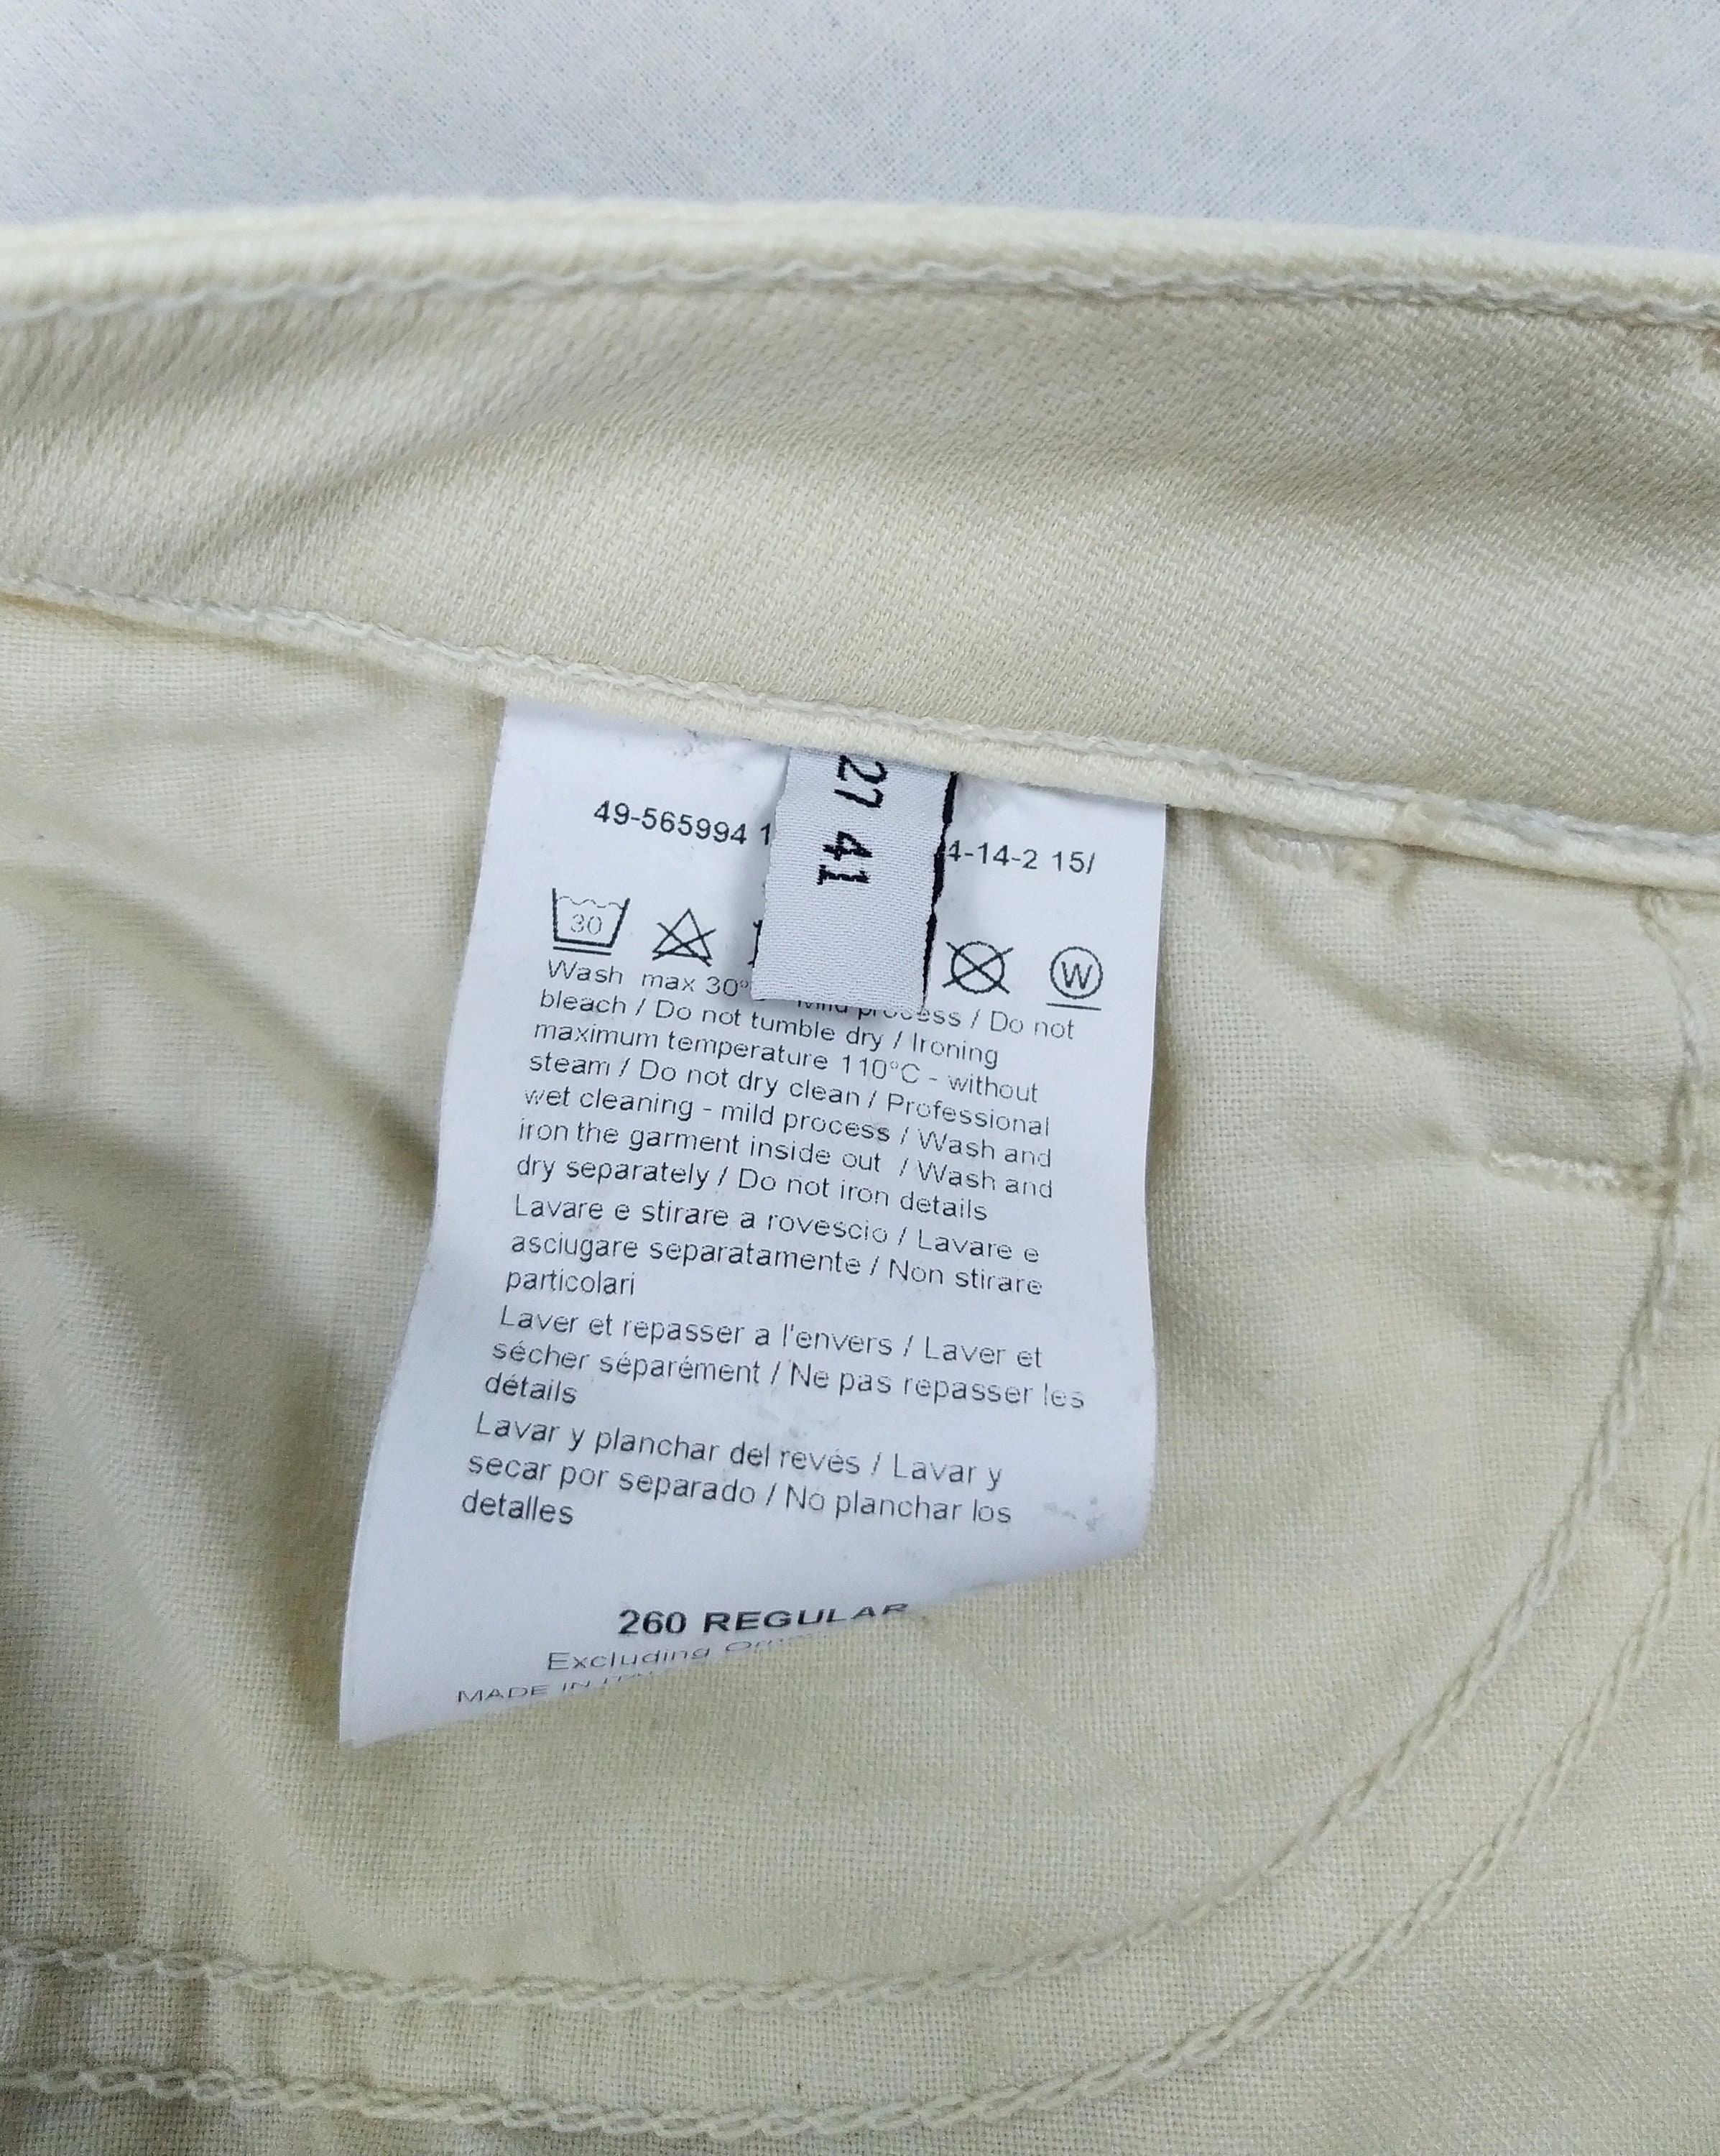 27 41
49-565994 1 4-14-2 15/
30
W
Wash max 30° Mild process / Do not
bleach / Do not tumble dry / Ironing
maximum temperature 110°C - without
steam / Do not dry clean / Professional
wet cleaning - mild process / Wash and
iron the garment inside out / Wash and
dry separately / Do not iron details
Lavare e stirare a rovescio / Lavare e
asciugare separatamente / Non stirare
particolari
Laver et repasser a l'envers / Laver et
sécher séparément / Ne pas repasser les
détails
Lavar y planchar del revés / Lavar y
secar por separado / No planchar los
detalles
260 REGULAR
Excluding
MADE IN